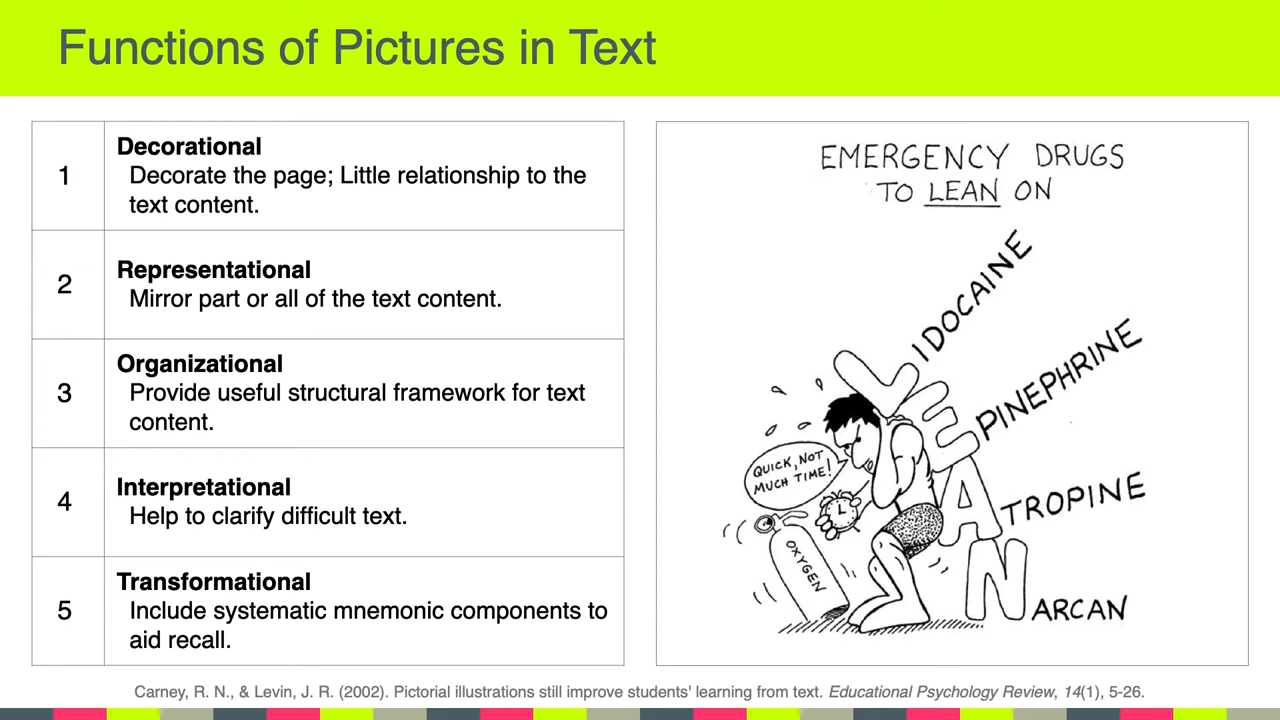 Functions of Pictures in Text
1
Decorational
Decorate the page; Little relationship to the
text content.
2
Representational
Mirror part or all of the text content.
3
Organizational
Provide useful structural framework for text
content.
4
Interpretational
Help to clarify difficult text.
5
Transformational
Include systematic mnemonic components to
aid recall.
EMERGENCY DRUGS
TO LEAN ON
LIDOCAINE
EPINEPHRINE
ATROPINE
NARCAN
QUICK, NOT
MUCH TIME!
OXYGEN
Carney, R. N., & Levin, J. R. (2002). Pictorial illustrations still improve students' learning from text. Educational Psychology Review, 14(1), 5-26.